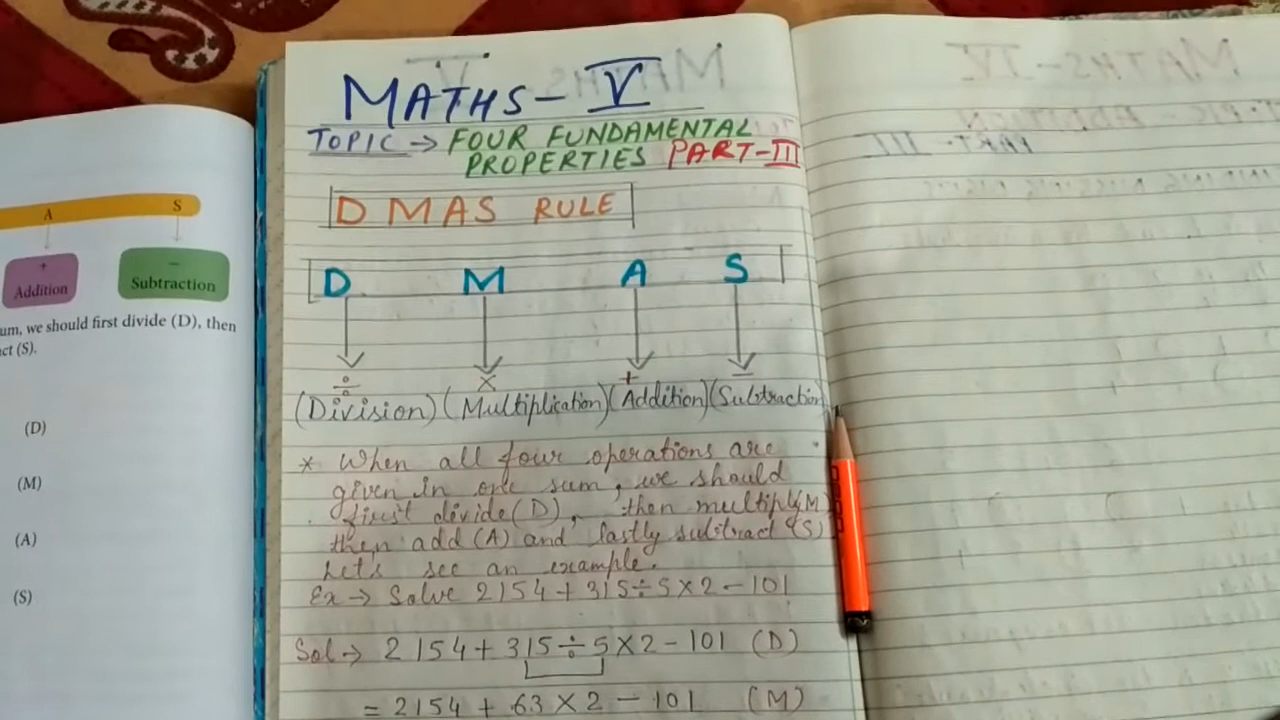 A S
+ −
Addition Subtraction
um, we should first divide (D), then
ct (S).
(D)
(M)
(A)
(S)
MATHS - V
TOPIC → FOUR FUNDAMENTAL
PROPERTIES PART-III
D MAS RULE
D M A S
÷ × + −
(Division) (Multiplication) (Addition) (Subtraction)
* When all four operations are
given in one sum, we should
first divide (D), then multiply (M)
then add (A) and lastly subtract (S)
Lets see an example.
Ex → Solve 2154 + 315 ÷ 5 × 2 − 101
Sol → 2154 + 315 ÷ 5 × 2 − 101 (D)
= 2154 + 63 × 2 − 101 (M)